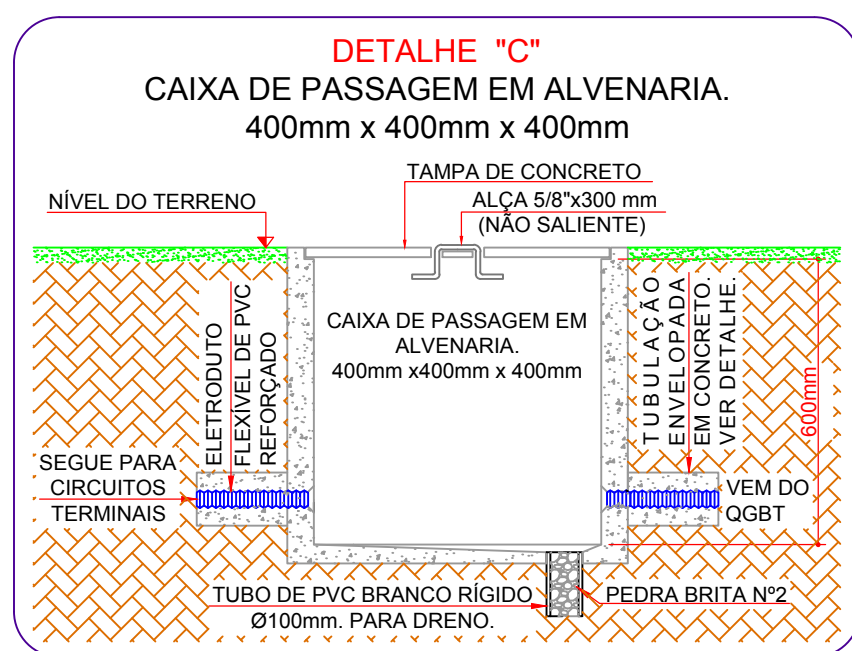 DETALHE "C"
CAIXA DE PASSAGEM EM ALVENARIA.
400mm x 400mm x 400mm
TAMPA DE CONCRETO
NÍVEL DO TERRENO
ALÇA 5/8"x300 mm
(NÃO SALIENTE)
CAIXA DE PASSAGEM EM
ALVENARIA.
400mm x400mm x 400mm
ELETRODUTO
FLEXÍVEL DE PVC
REFORÇADO
TUBULAÇÃO
ENVELOPADA
EM CONCRETO.
VER DETALHE.
600mm
SEGUE PARA
CIRCUITOS
TERMINAIS
VEM DO
QGBT
TUBO DE PVC BRANCO RÍGIDO
Ø100mm. PARA DRENO.
PEDRA BRITA Nº2